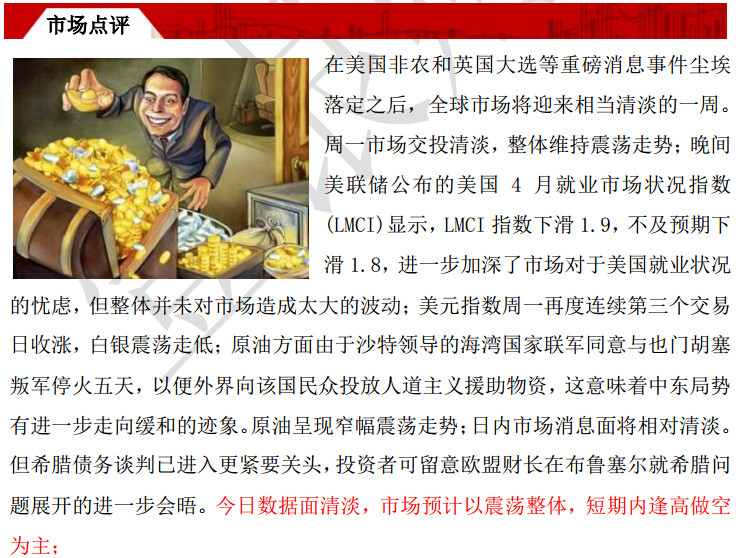 市场点评
在美国非农和英国大选等重磅消息事件尘埃
落定之后，全球市场将迎来相当清淡的一周。
周一市场交投清淡，整体维持震荡走势；晚间
美联储公布的美国 4 月就业市场状况指数
(LMCI)显示，LMCI 指数下滑 1.9，不及预期下
滑 1.8，进一步加深了市场对于美国就业状况
的忧虑，但整体并未对市场造成太大的波动；美元指数周一再度连续第三个交易
日收涨，白银震荡走低；原油方面由于沙特领导的海湾国家联军同意与也门胡塞
叛军停火五天，以便外界向该国民众投放人道主义援助物资，这意味着中东局势
有进一步走向缓和的迹象。原油呈现窄幅震荡走势；日内市场消息面将相对清淡。
但希腊债务谈判已进入更紧要关头，投资者可留意欧盟财长在布鲁塞尔就希腊问
题展开的进一步会晤。今日数据面清淡，市场预计以震荡整体，短期内逢高做空
为主；